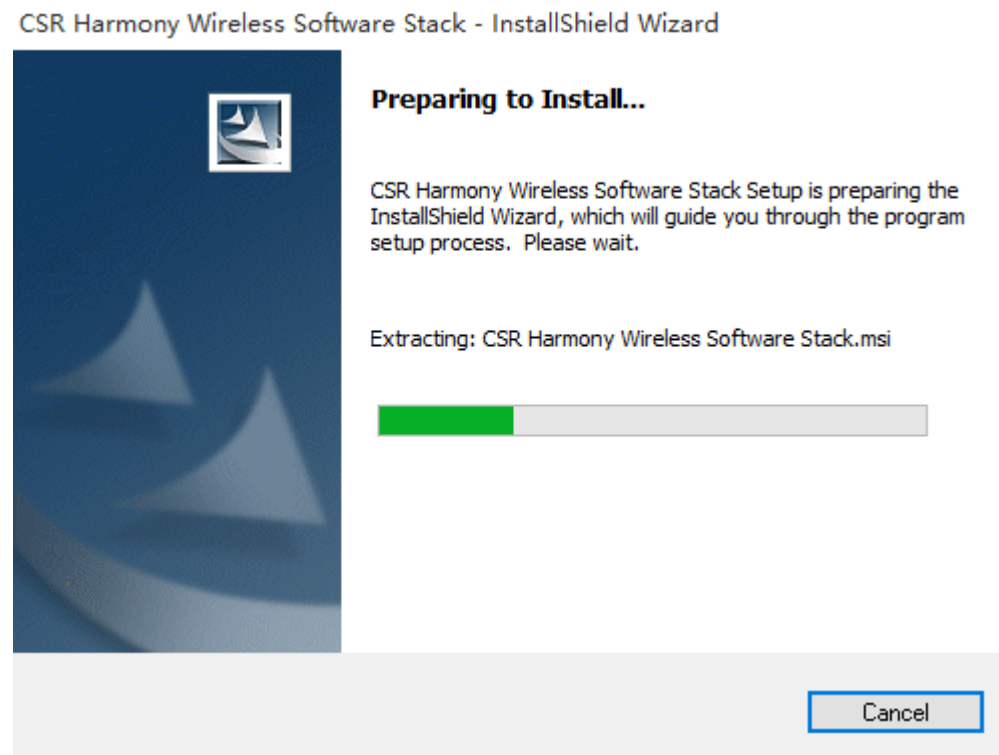 CSR Harmony Wireless Software Stack - InstallShield Wizard
Preparing to Install...
CSR Harmony Wireless Software Stack Setup is preparing the
InstallShield Wizard, which will guide you through the program
setup process.  Please wait.
Extracting: CSR Harmony Wireless Software Stack.msi
Cancel